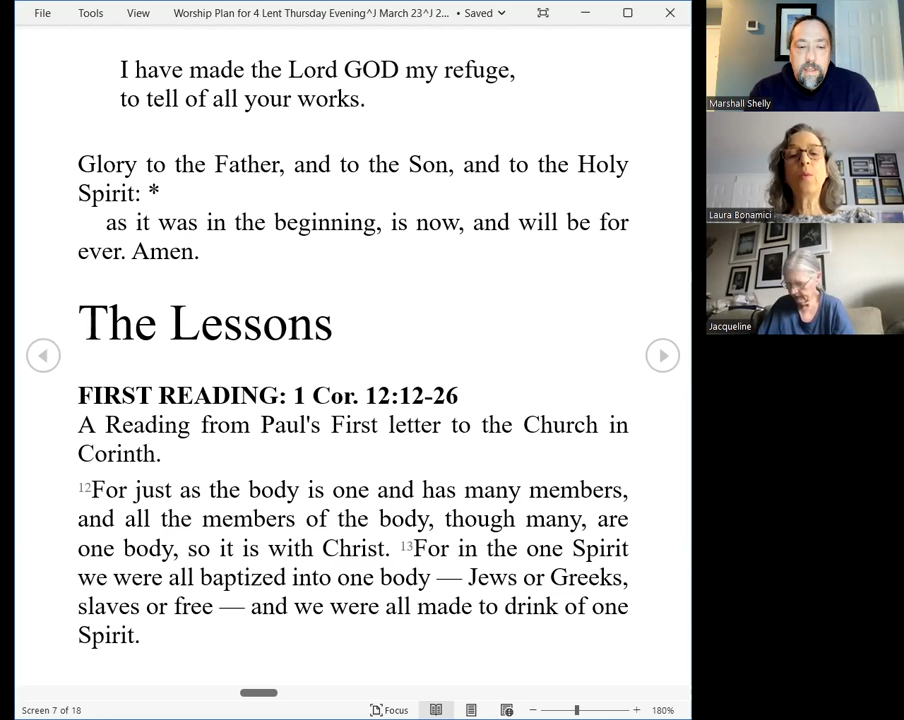 File Tools View Worship Plan for 4 Lent Thursday Evening^J March 23^J 2... • Saved
I have made the Lord GOD my refuge,
to tell of all your works.
Glory to the Father, and to the Son, and to the Holy
Spirit: *
as it was in the beginning, is now, and will be for
ever. Amen.
The Lessons
FIRST READING: 1 Cor. 12:12-26
A Reading from Paul's First letter to the Church in
Corinth.
12For just as the body is one and has many members,
and all the members of the body, though many, are
one body, so it is with Christ. 13For in the one Spirit
we were all baptized into one body — Jews or Greeks,
slaves or free — and we were all made to drink of one
Spirit.
Screen 7 of 18 Focus 180%
Marshall Shelly
Laura Bonamici
Jacqueline